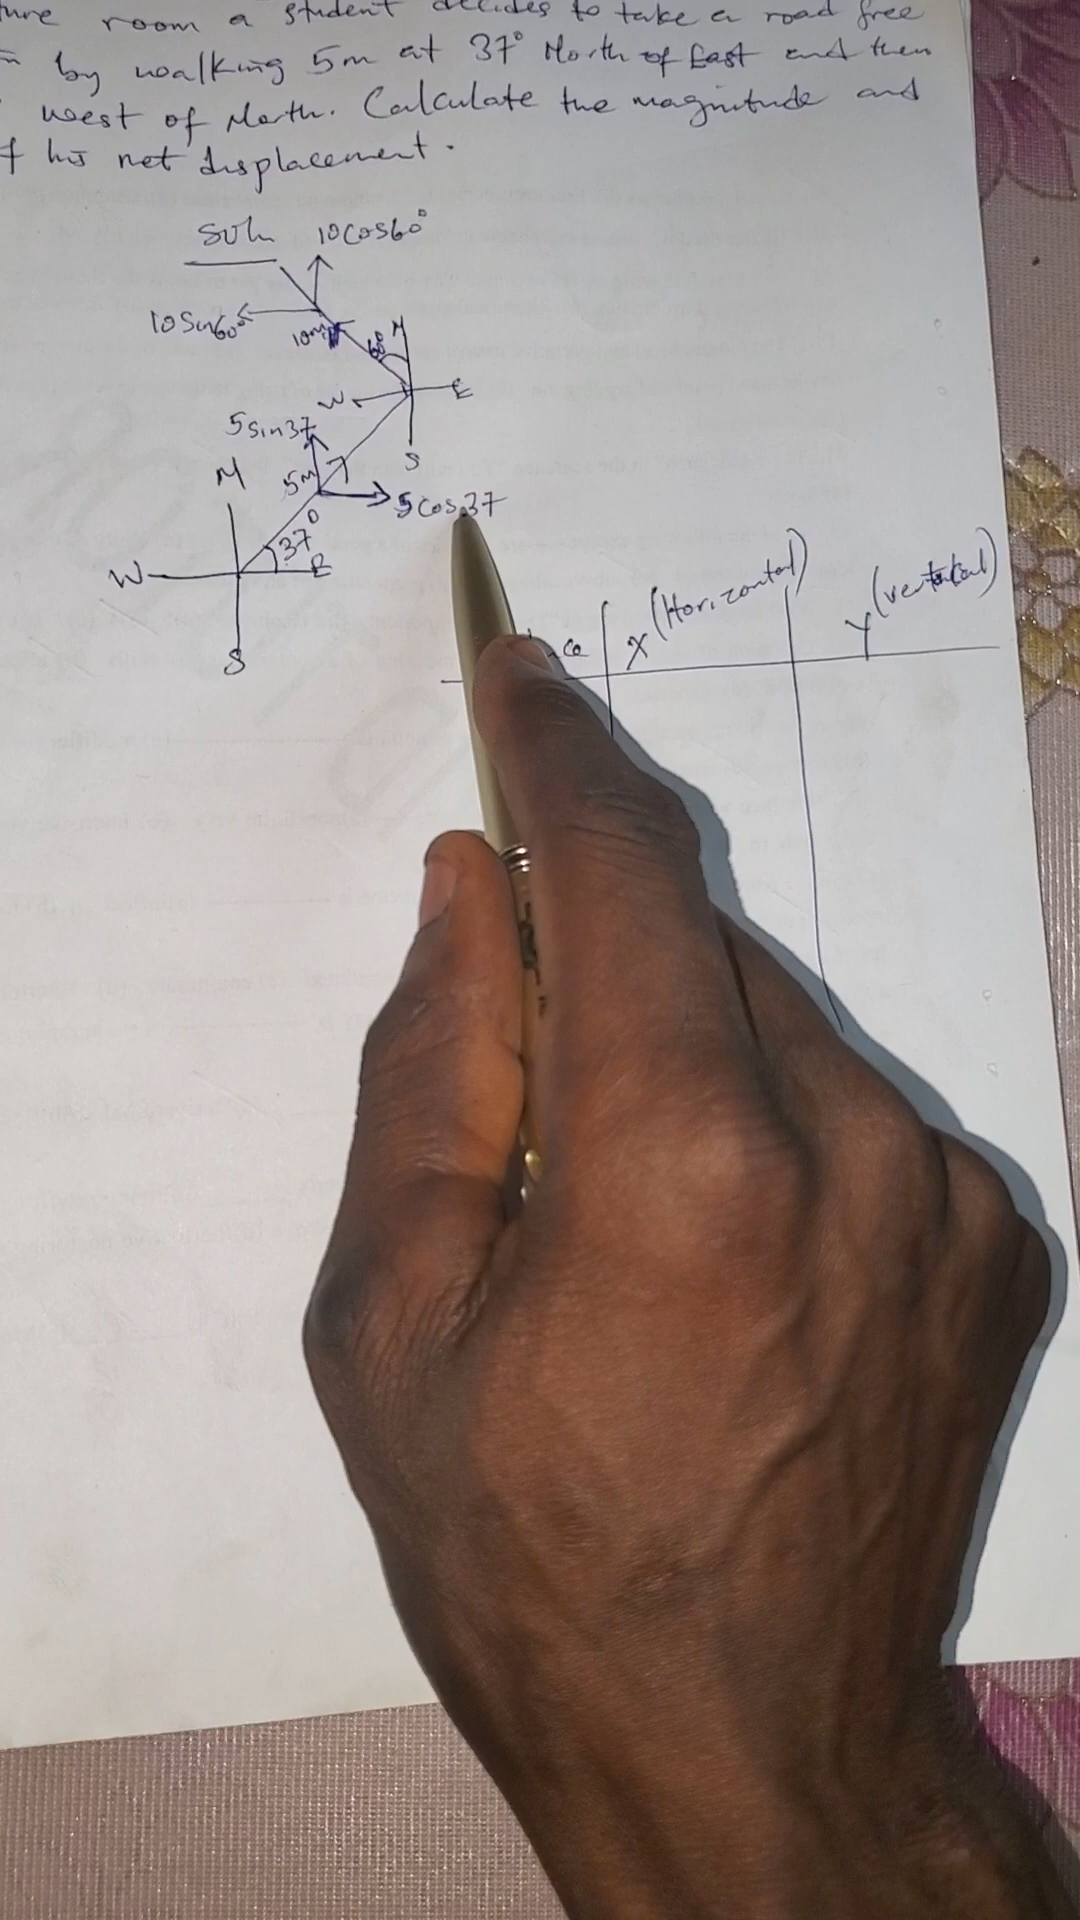 room a student decides to take a road free
by walking 5m at 37° North of East and then
west of North. Calculate the magnitude and
his net displacement.
Soln 10cos60°
10sin60°
10m 60° N
W E
5sin37
S
N 5m
5cos37
37°
W E
S
X (Horizontal) Y (vertical)